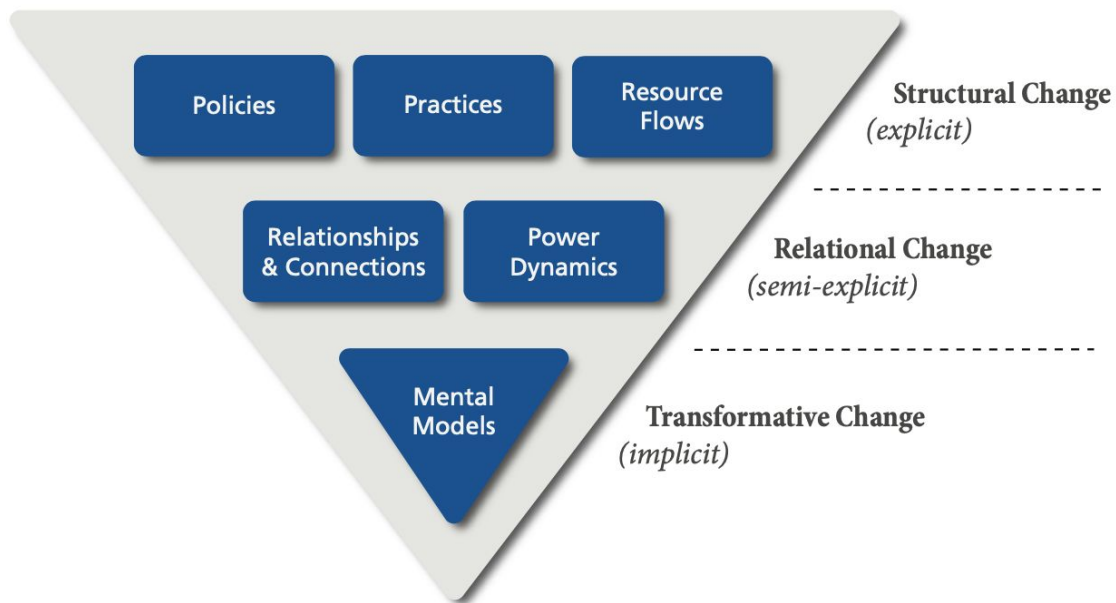 Policies
Practices
Resource
Flows
Structural Change
(explicit)
Relationships
& Connections
Power
Dynamics
Relational Change
(semi-explicit)
Mental
Models
Transformative Change
(implicit)